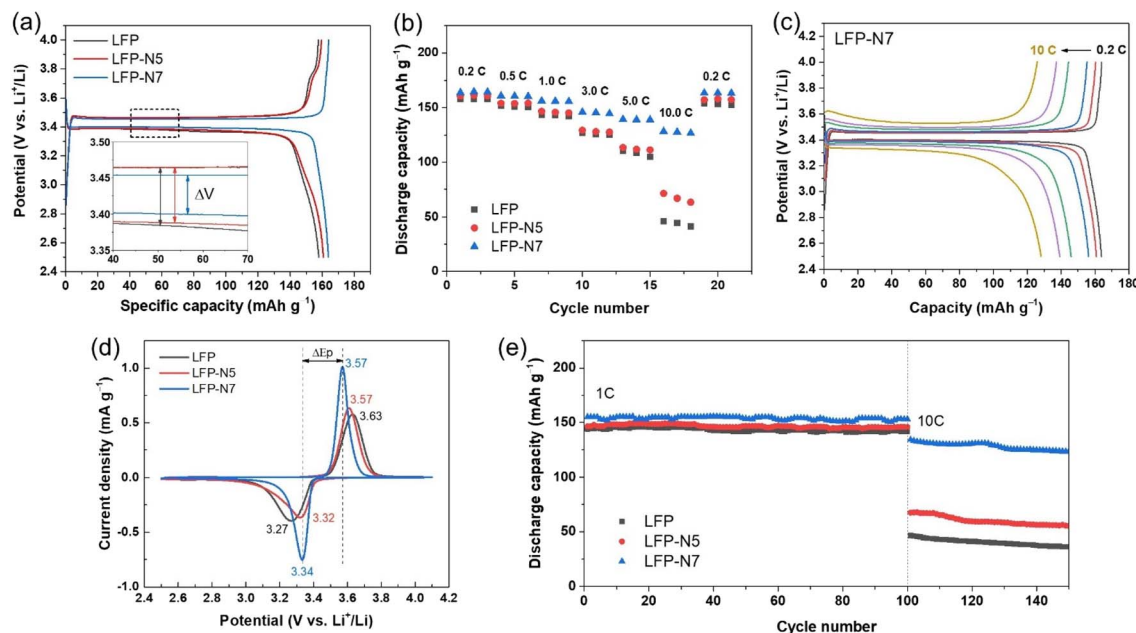 (a)
LFP
LFP-N5
LFP-N7
Potential (V vs. Li⁺/Li)
4.0
3.8
3.6
3.4
3.2
3.0
2.8
2.6
2.4
3.50
3.45
3.40
3.35
ΔV
40 50 60 70
0 20 40 60 80 100 120 140 160 180
Specific capacity (mAh g⁻¹)
(b)
Discharge capacity (mAh g⁻¹)
200
150
100
50
0
0.2 C 0.5 C 1.0 C 3.0 C 5.0 C 10.0 C 0.2 C
LFP
LFP-N5
LFP-N7
0 5 10 15 20
Cycle number
(c)
LFP-N7
10 C 0.2 C
Potential (V vs. Li⁺/Li)
4.2
4.0
3.8
3.6
3.4
3.2
3.0
2.8
2.6
2.4
0 20 40 60 80 100 120 140 160 180
Capacity (mAh g⁻¹)
(d)
LFP
LFP-N5
LFP-N7
ΔEp
3.57
3.57
3.63
3.27
3.32
3.34
Current density (mA g⁻¹)
1.0
0.5
0.0
-0.5
-1.0
2.4 2.6 2.8 3.0 3.2 3.4 3.6 3.8 4.0 4.2
Potential (V vs. Li⁺/Li)
(e)
Discharge capacity (mAh g⁻¹)
200
150
100
50
0
1C
10C
LFP
LFP-N5
LFP-N7
0 20 40 60 80 100 120 140
Cycle number